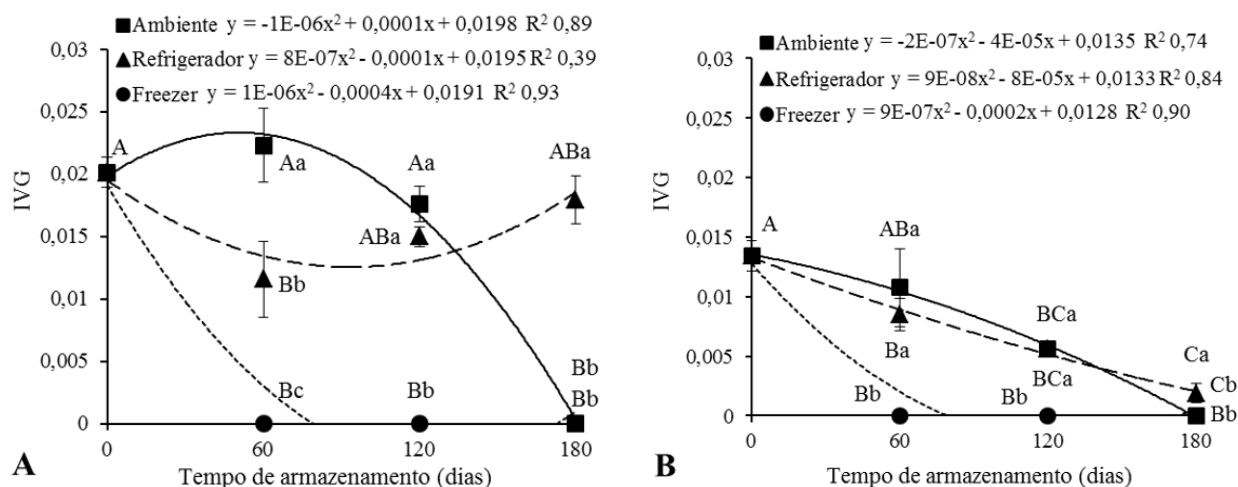 ■Ambiente y = -1E-06x² + 0,0001x + 0,0198 R² 0,89
▲Refrigerador y = 8E-07x² - 0,0001x + 0,0195 R² 0,39
●Freezer y = 1E-06x² - 0,0004x + 0,0191 R² 0,93
0,03
0,025
0,02
0,015
0,01
0,005
0
IVG
A
Aa
Aa
ABa
ABa
Bb
Bc
Bb
Bb
Bb
0
60
120
180
Tempo de armazenamento (dias)
A
■Ambiente y = -2E-07x² - 4E-05x + 0,0135 R² 0,74
▲Refrigerador y = 9E-08x² - 8E-05x + 0,0133 R² 0,84
●Freezer y = 9E-07x² - 0,0002x + 0,0128 R² 0,90
0,03
0,025
0,02
0,015
0,01
0,005
0
IVG
A
ABa
BCa
Ba
BCa
Ca
Cb
Bb
Bb
Bb
0
60
120
180
Tempo de armazenamento (dias)
B